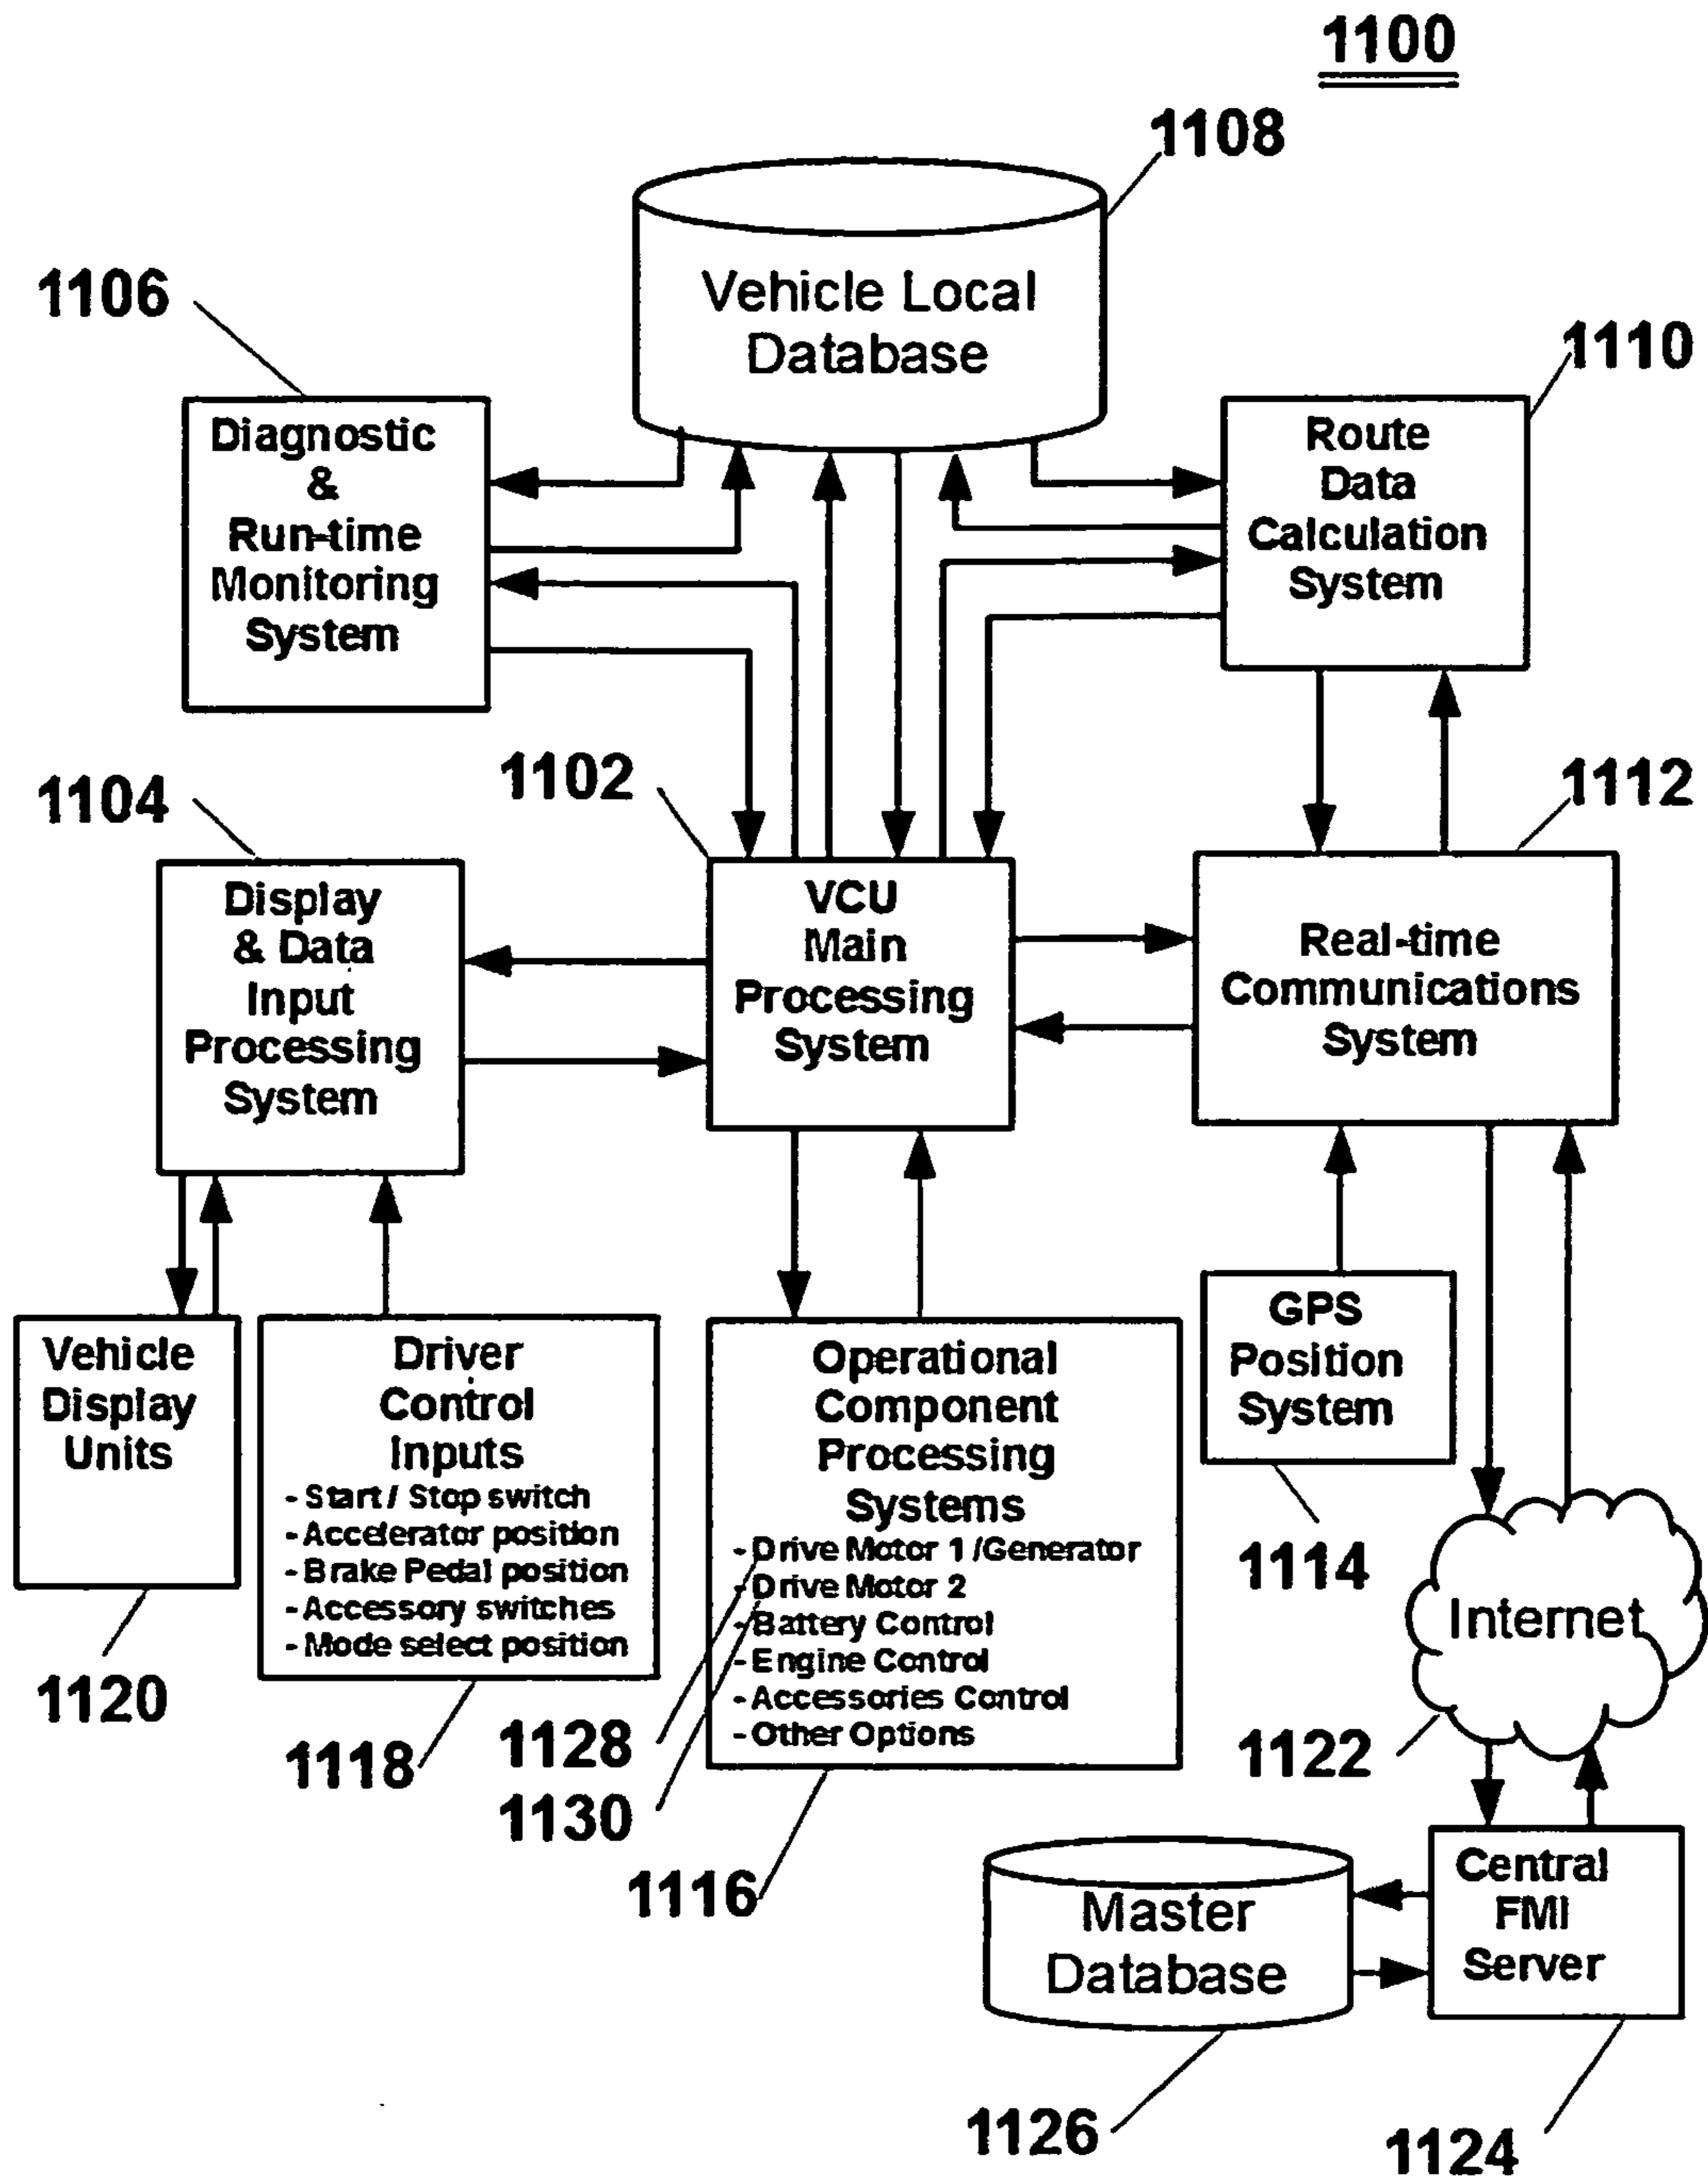 1100
1108
Vehicle Local
Database
1106
1110
Diagnostic
&
Run-time
Monitoring
System
Route
Data
Calculation
System
1102
1104
1112
Display
& Data
Input
Processing
System
VCU
Main
Processing
System
Real-time
Communications
System
Vehicle
Display
Units
Driver
Control
Inputs
- Start / Stop switch
- Accelerator position
- Brake Pedal position
- Accessory switches
- Mode select position
Operational
Component
Processing
Systems
- Drive Motor 1 /Generator
- Drive Motor 2
- Battery Control
- Engine Control
- Accessories Control
- Other Options
GPS
Position
System
1114
Internet
1120
1118
1128
1130
1116
1122
Master
Database
Central
FMI
Server
1126
1124